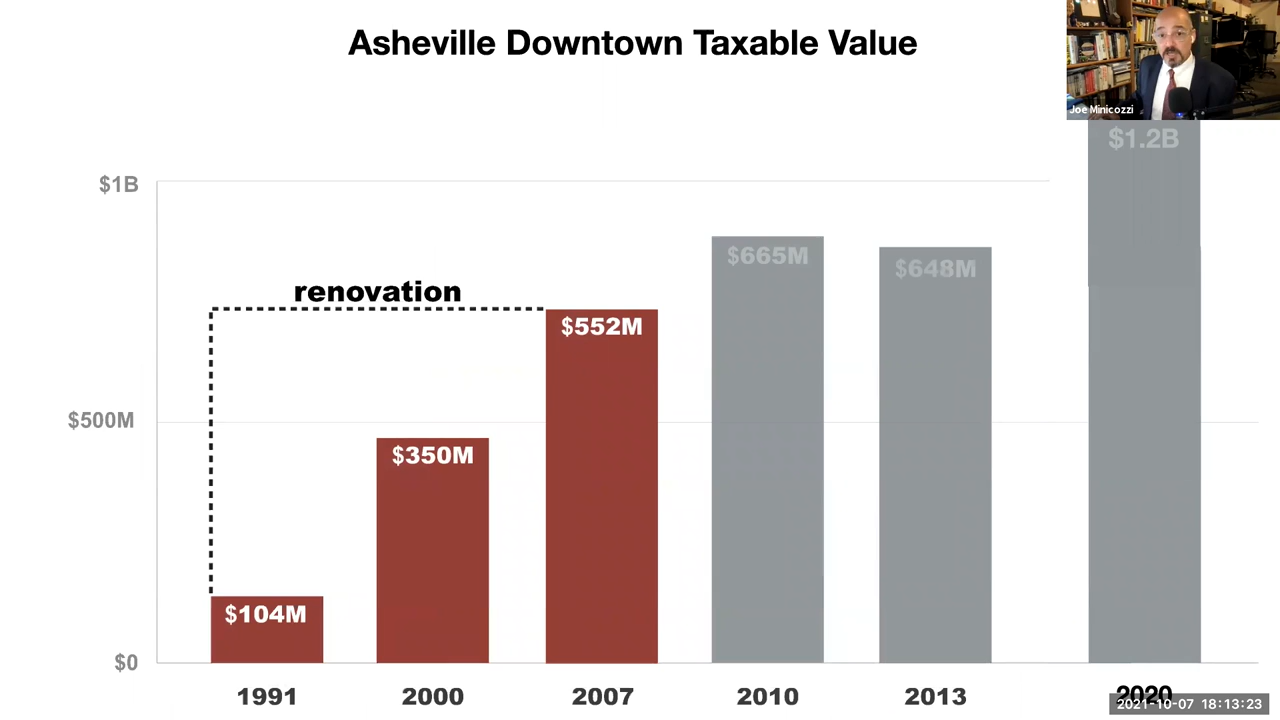 Asheville Downtown Taxable Value
Joe Minicozzi
$1.2B
$1B
$665M
$648M
renovation
$552M
$500M
$350M
$104M
$0
1991 2000 2007 2010 2013 2020
2021-10-07 18:13:23